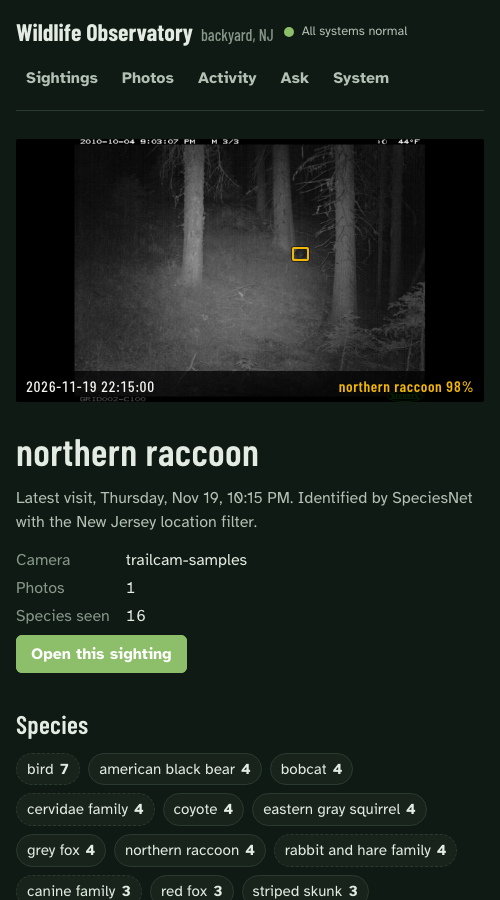 Wildlife Observatory backyard, NJ All systems normal
Sightings Photos Activity Ask System
2010-10-04 9:03:07 PM M 3/3 44°F
2026-11-19 22:15:00 northern raccoon 98%
northern raccoon
Latest visit, Thursday, Nov 19, 10:15 PM. Identified by SpeciesNet
with the New Jersey location filter.
Camera trailcam-samples
Photos 1
Species seen 16
Open this sighting
Species
bird 7 american black bear 4 bobcat 4
cervidae family 4 coyote 4 eastern gray squirrel 4
grey fox 4 northern raccoon 4 rabbit and hare family 4
canine family 3 red fox 3 striped skunk 3